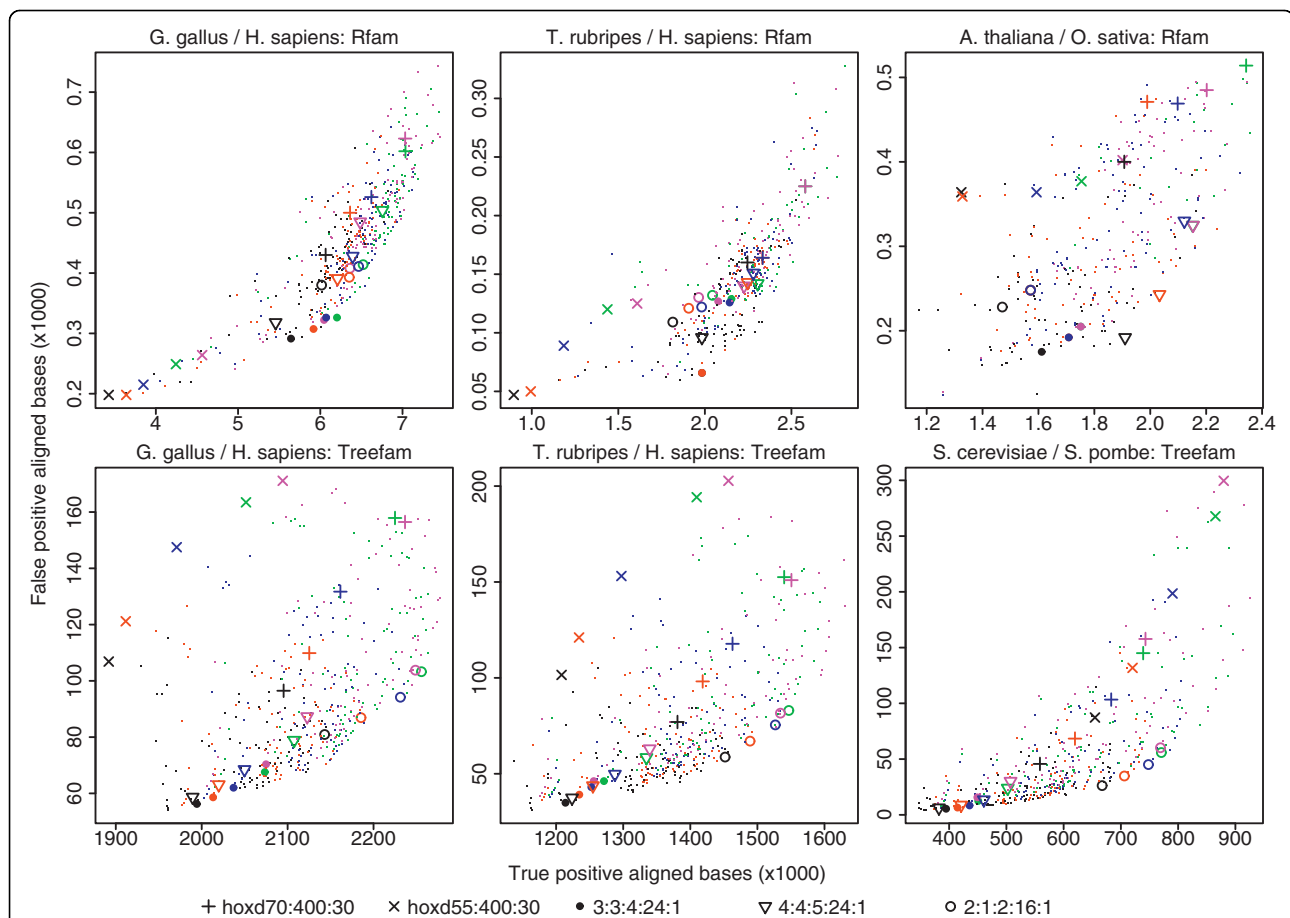 G. gallus / H. sapiens: Rfam
T. rubripes / H. sapiens: Rfam
A. thaliana / O. sativa: Rfam
0.7
0.6
0.5
0.4
0.3
0.2
4 5 6 7
0.30
0.25
0.20
0.15
0.10
0.05
1.0 1.5 2.0 2.5
0.5
0.4
0.3
0.2
1.2 1.4 1.6 1.8 2.0 2.2 2.4
False positive aligned bases (x1000)
G. gallus / H. sapiens: Treefam
T. rubripes / H. sapiens: Treefam
S. cerevisiae / S. pombe: Treefam
160
140
120
100
80
60
1900 2000 2100 2200
200
150
100
50
1200 1300 1400 1500 1600
300
250
200
150
100
50
0
400 500 600 700 800 900
True positive aligned bases (x1000)
+ hoxd70:400:30 × hoxd55:400:30 • 3:3:4:24:1 ▽ 4:4:5:24:1 ○ 2:1:2:16:1